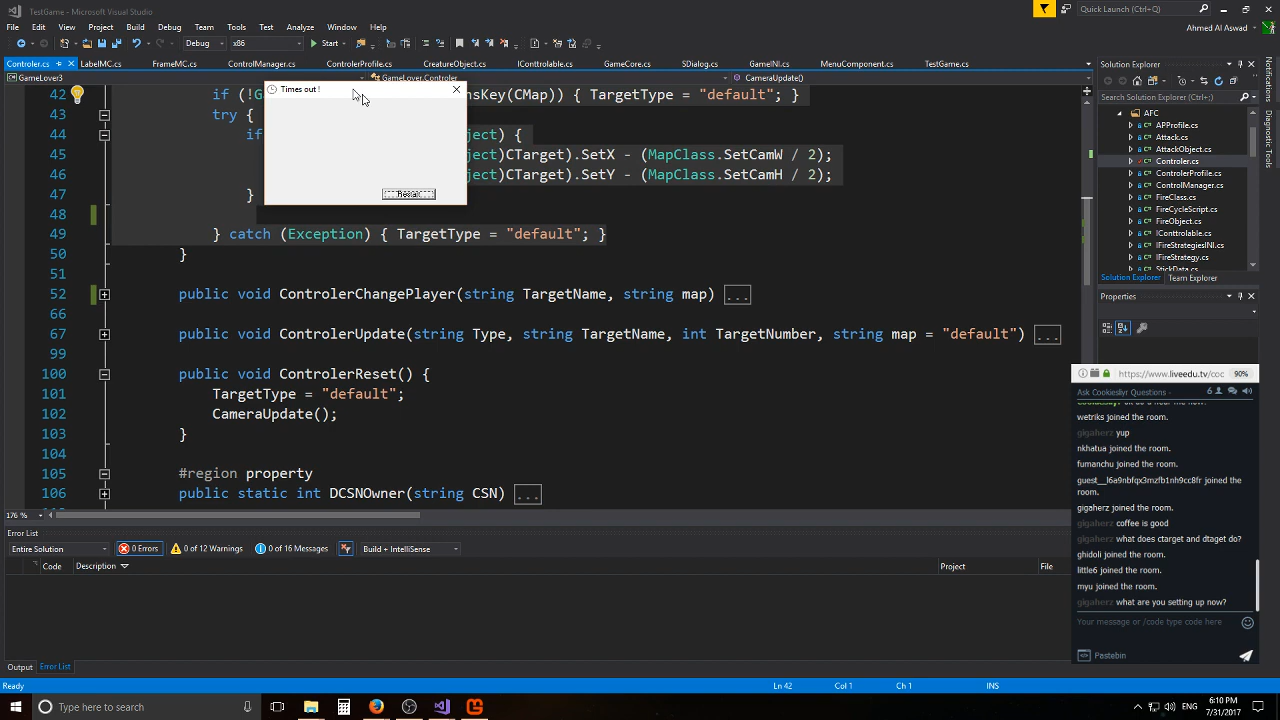 TestGame - Microsoft Visual Studio
Quick Launch (Ctrl+Q)
File Edit View Project Build Debug Team Tools Test Analyze Window Help
Ahmed Al Aswad
Debug x86 Start
Controler.cs LabelMC.cs FrameMC.cs ControlManager.cs ControlerProfile.cs CreatureObject.cs IControlable.cs GameCore.cs SDialog.cs GameINI.cs MenuComponent.cs TestGame.cs
GameLover3 GameLover.Controler CameraUpdate()
Times out !
42 if (! nsKey(CMap)) { TargetType = "default"; }
43 try {
44 if ject) {
45 ject)CTarget).SetX - (MapClass.SetCamW / 2);
46 ject)CTarget).SetY - (MapClass.SetCamH / 2);
47 }
48
49 } catch (Exception) { TargetType = "default"; }
50 }
51
52 public void ControlerChangePlayer(string TargetName, string map) ...
66
67 public void ControlerUpdate(string Type, string TargetName, int TargetNumber, string map = "default") ...
99
100 public void ControlerReset() {
101 TargetType = "default";
102 CameraUpdate();
103 }
104
105 #region property
106 public static int DCSNOwner(string CSN) ...
176 %
Error List
Entire Solution 0 Errors 0 of 12 Warnings 0 of 16 Messages Build + IntelliSense
Code Description Project File
Output Error List
Ready Ln 42 Col 1 Ch 1 INS
Solution Explorer
Search Solution Explorer (Ctrl+;)
AFC
APProfile.cs
Attack.cs
AttackObject.cs
Controler.cs
ControlerProfile.cs
ControlManager.cs
FireClass.cs
FireCycleScript.cs
FireObject.cs
IControlable.cs
IFireStrategiesINI.cs
IFireStrategy.cs
StickData.cs
Solution Explorer Team Explorer
Properties
Notifications
Diagnostic Tools
https://www.liveedu.tv/coc 90%
Ask Cookieslyr Questions - 6
wetriks joined the room.
gigaherz yup
nkhatua joined the room.
fumanchu joined the room.
guest__l6a9nbfqx3mzfb1nh9cc8fr joined the
room.
gigaherz joined the room.
gigaherz coffee is good
gigaherz what does ctarget and dtaget do?
ghidoli joined the room.
little6 joined the room.
myu joined the room.
gigaherz what are you setting up now?
Your message or /code type code here
Pastebin
Type here to search
ENG
6:10 PM
7/31/2017